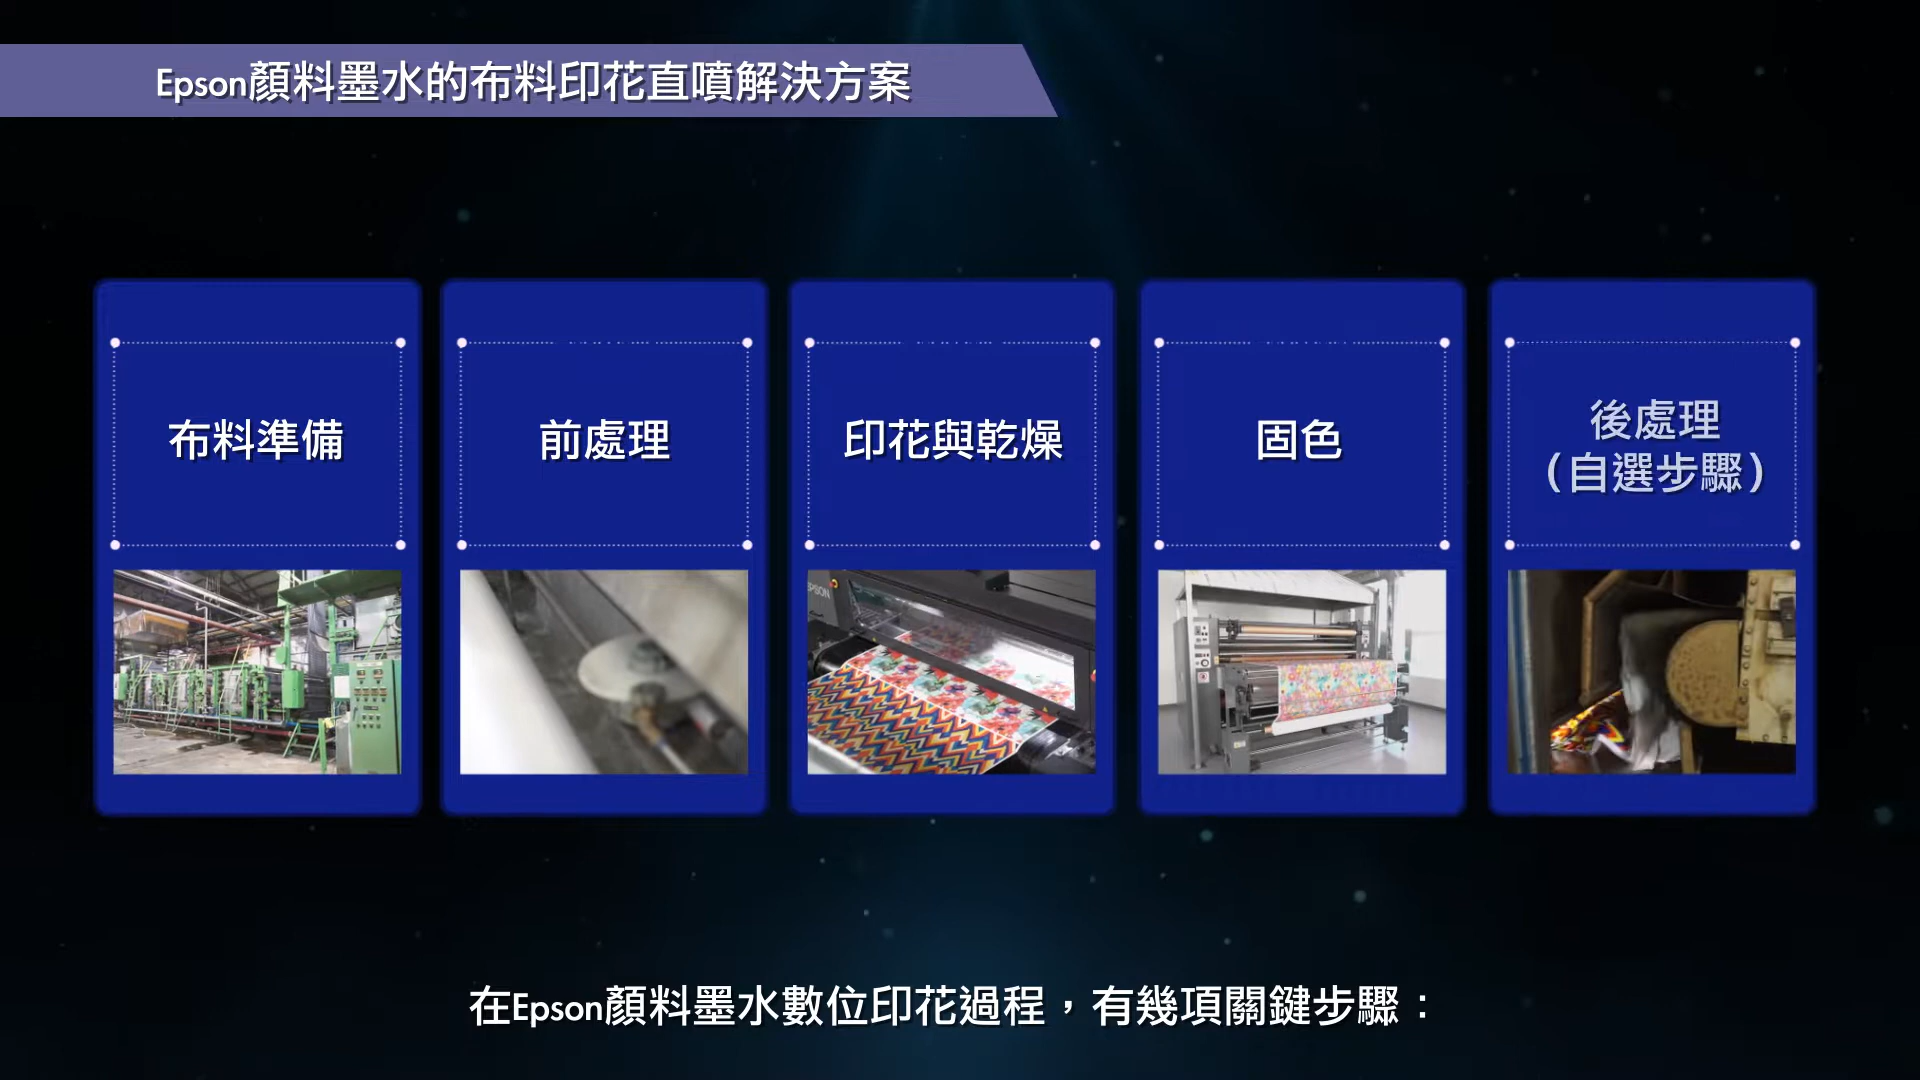 Epson顏料墨水的布料印花直噴解決方案
布料準備
前處理
印花與乾燥
固色
後處理
（自選步驟）
EPSON
在Epson顏料墨水數位印花過程，有幾項關鍵步驟：